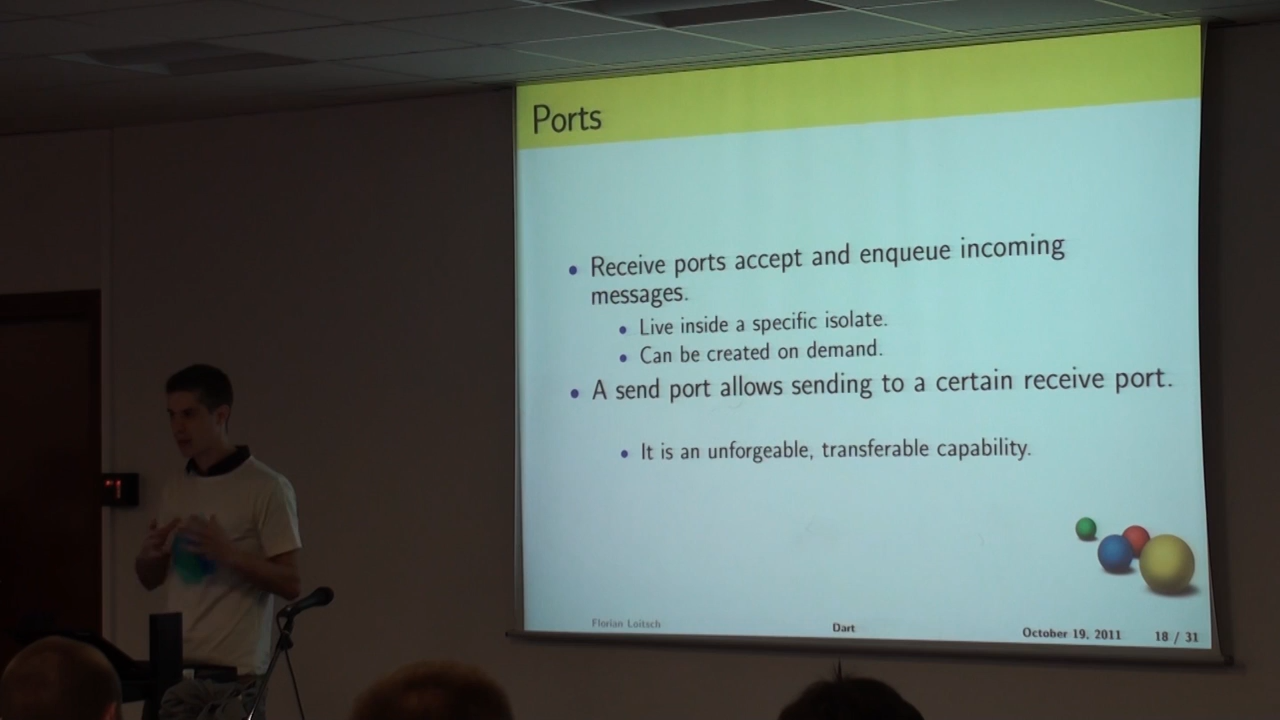 Ports
• Receive ports accept and enqueue incoming
messages.
• Live inside a specific isolate.
• Can be created on demand.
• A send port allows sending to a certain receive port.
• It is an unforgeable, transferable capability.
Florian Loitsch Dart October 19, 2011 18 / 31